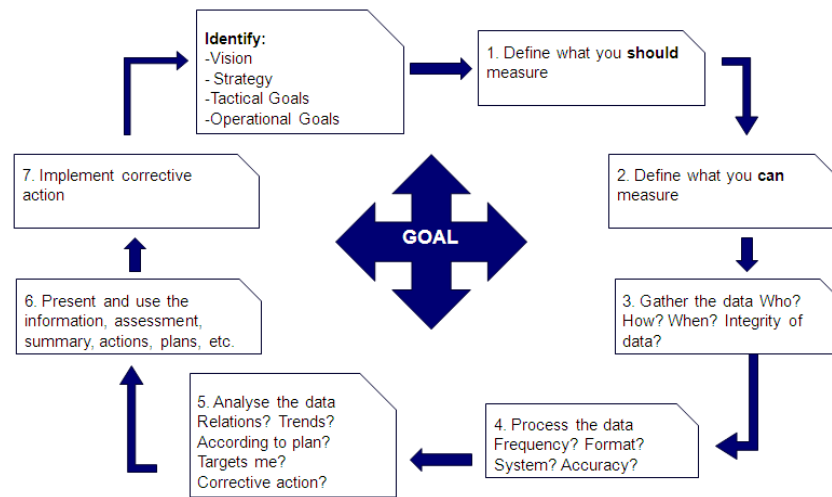 Identify:
-Vision
- Strategy
-Tactical Goals
-Operational Goals
1. Define what you should
measure
2. Define what you can
measure
3. Gather the data Who?
How? When? Integrity of
data?
4. Process the data
Frequency? Format?
System? Accuracy?
5. Analyse the data
Relations? Trends?
According to plan?
Targets me?
Corrective action?
6. Present and use the
information, assessment,
summary, actions, plans, etc.
7. Implement corrective
action
GOAL